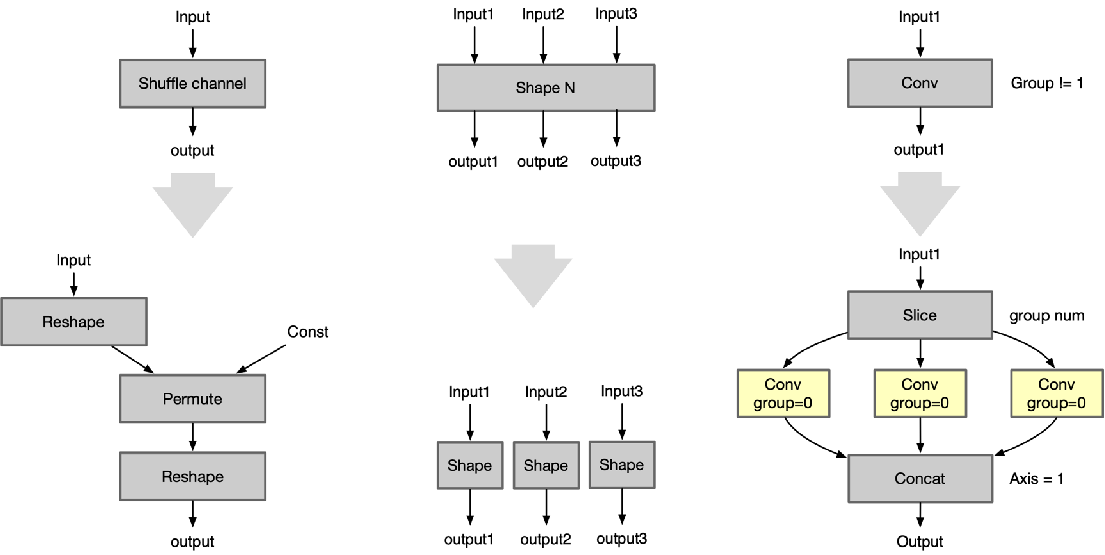 Input
Shuffle channel
output
Input
Reshape
Const
Permute
Reshape
output
Input1 Input2 Input3
Shape N
output1 output2 output3
Input1 Input2 Input3
Shape Shape Shape
output1 output2 output3
Input1
Conv
Group != 1
output1
Input1
Slice
group num
Conv
group=0
Conv
group=0
Conv
group=0
Concat
Axis = 1
Output